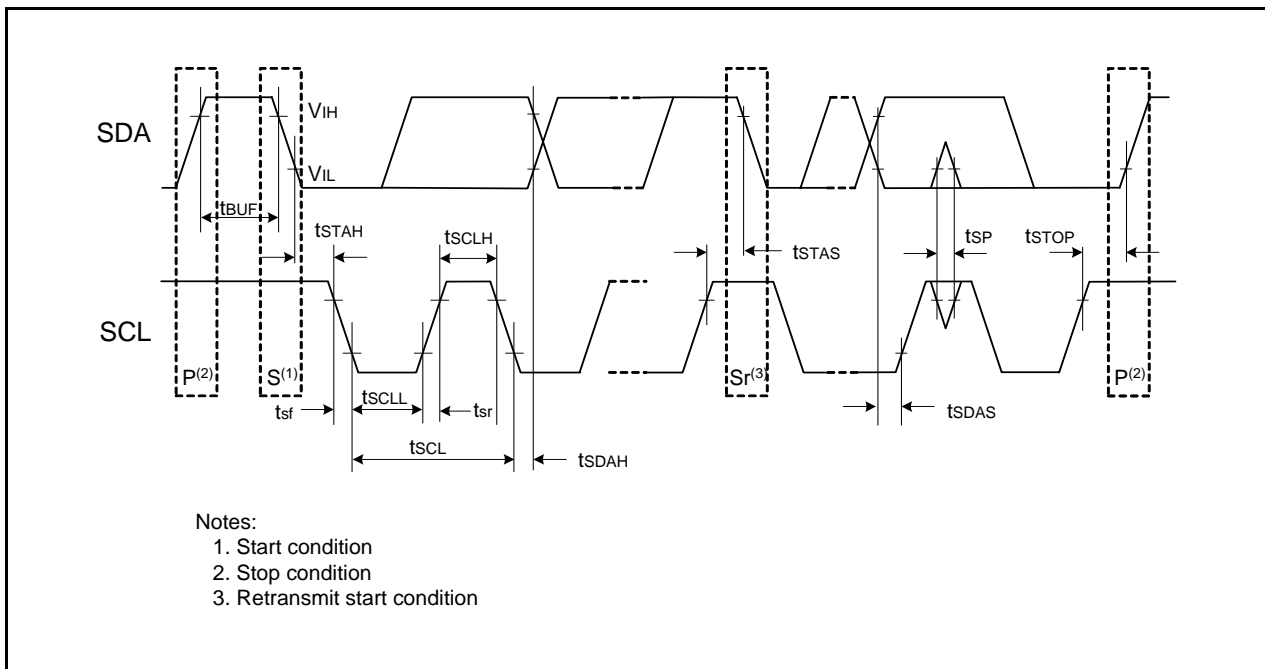 SDA
VIH
VIL
tBUF
tSTAH
tSCLH
tSTAS
tSP
tSTOP
SCL
P(2)
S(1)
Sr(3)
P(2)
tsf
tSCLL
tsr
tSDAS
tSCL
tSDAH
Notes:
1. Start condition
2. Stop condition
3. Retransmit start condition